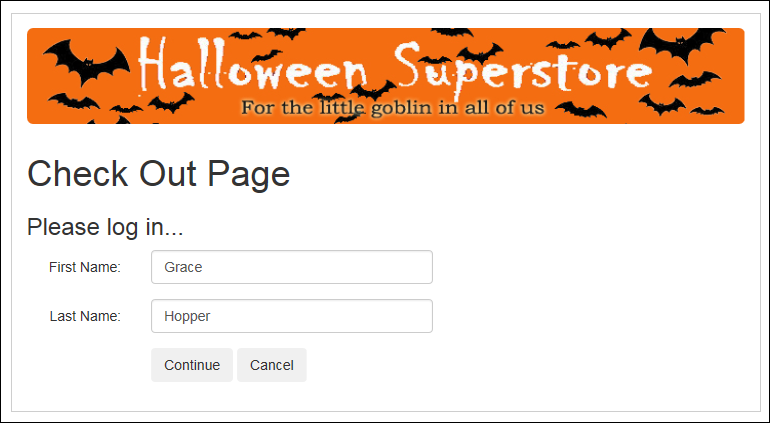 Halloween Superstore
For the little goblin in all of us
Check Out Page
Please log in...
First Name: Grace
Last Name: Hopper
Continue Cancel